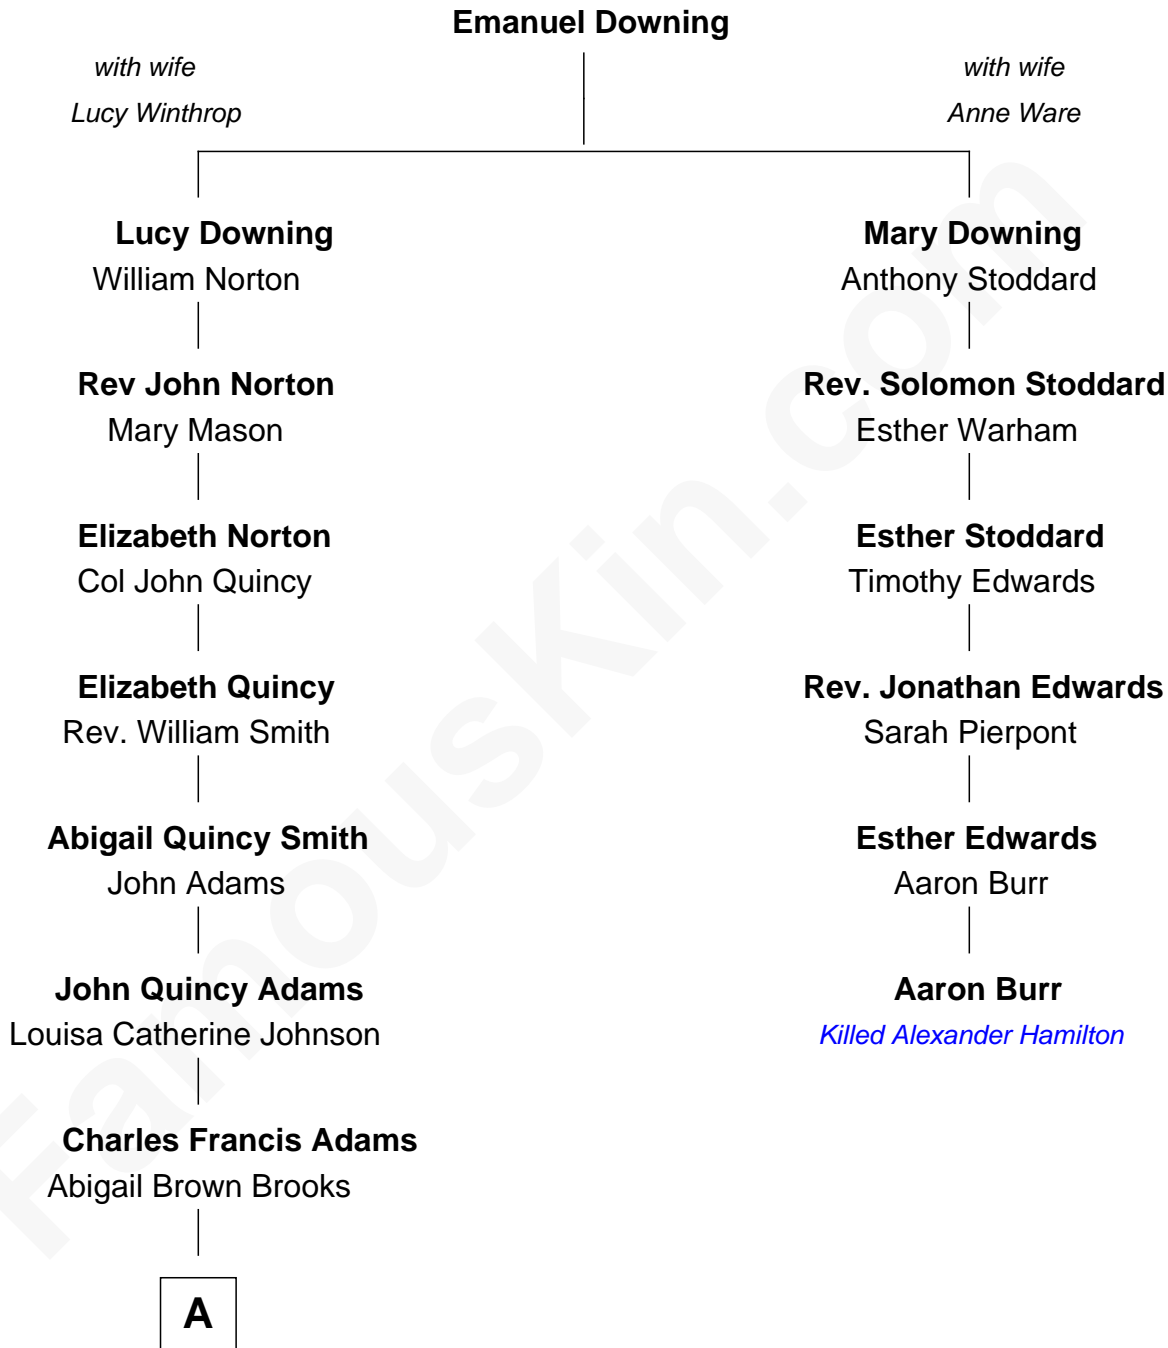 Emanuel Downing
with wife
Lucy Winthrop
with wife
Anne Ware
Lucy Downing
William Norton
Mary Downing
Anthony Stoddard
Rev John Norton
Mary Mason
Rev. Solomon Stoddard
Esther Warham
Elizabeth Norton
Col John Quincy
Esther Stoddard
Timothy Edwards
Elizabeth Quincy
Rev. William Smith
Rev. Jonathan Edwards
Sarah Pierpont
Abigail Quincy Smith
John Adams
Esther Edwards
Aaron Burr
John Quincy Adams
Louisa Catherine Johnson
Aaron Burr
Killed Alexander Hamilton
Charles Francis Adams
Abigail Brown Brooks
A
FamousKin.com